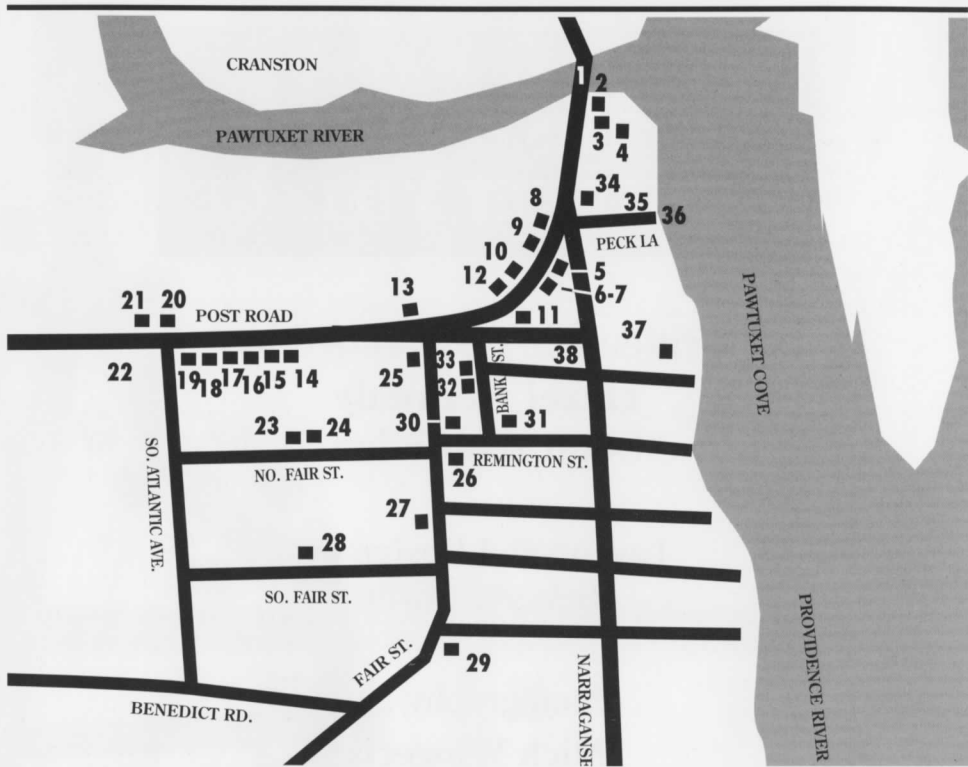 CRANSTON
1
2
PAWTUXET RIVER
3
4
34
8
35
36
9
PECK LA
10
5
12
6-7
13
21
20
POST ROAD
11
37
PAWTUXET COVE
22
38
19
18
17
16
15
14
25
33
32
BANK ST.
23
24
30
31
SO. ATLANTIC AVE.
NO. FAIR ST.
26
REMINGTON ST.
27
28
SO. FAIR ST.
PROVIDENCE RIVER
FAIR ST.
29
BENEDICT RD.
NARRAGANSE